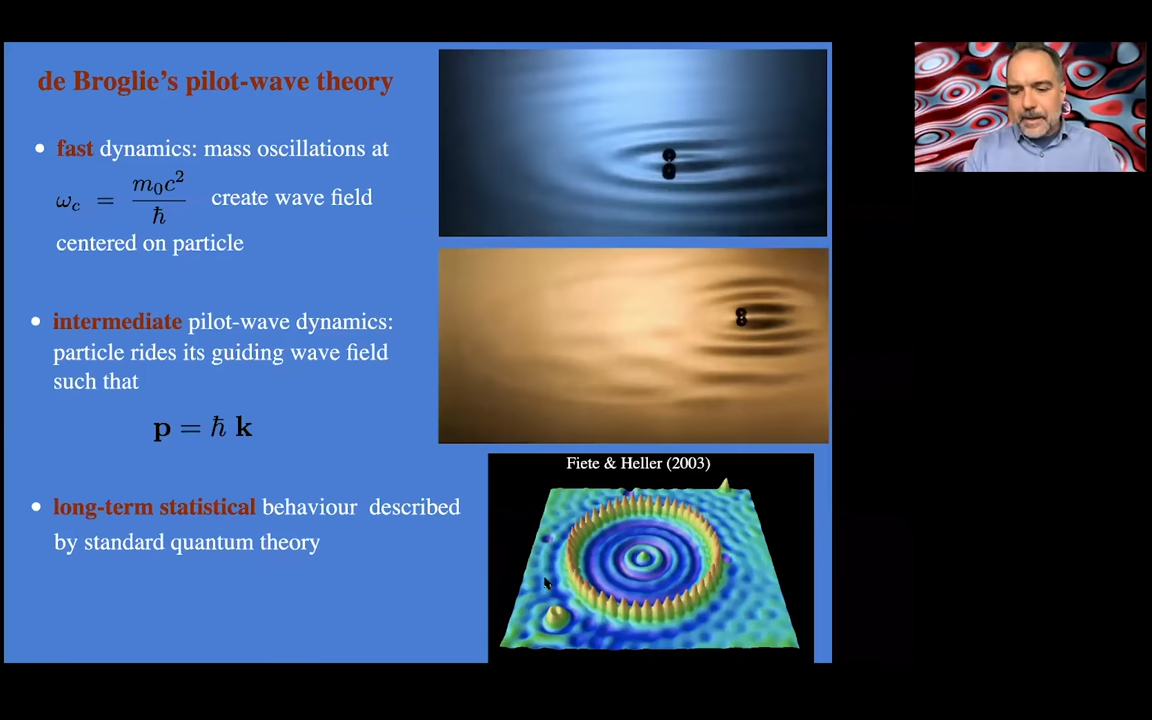 de Broglie's pilot-wave theory
• fast dynamics: mass oscillations at
ω_c = m₀c²/ħ create wave field
centered on particle
• intermediate pilot-wave dynamics:
particle rides its guiding wave field
such that
p = ħ k
Fiete & Heller (2003)
• long-term statistical behaviour described
by standard quantum theory